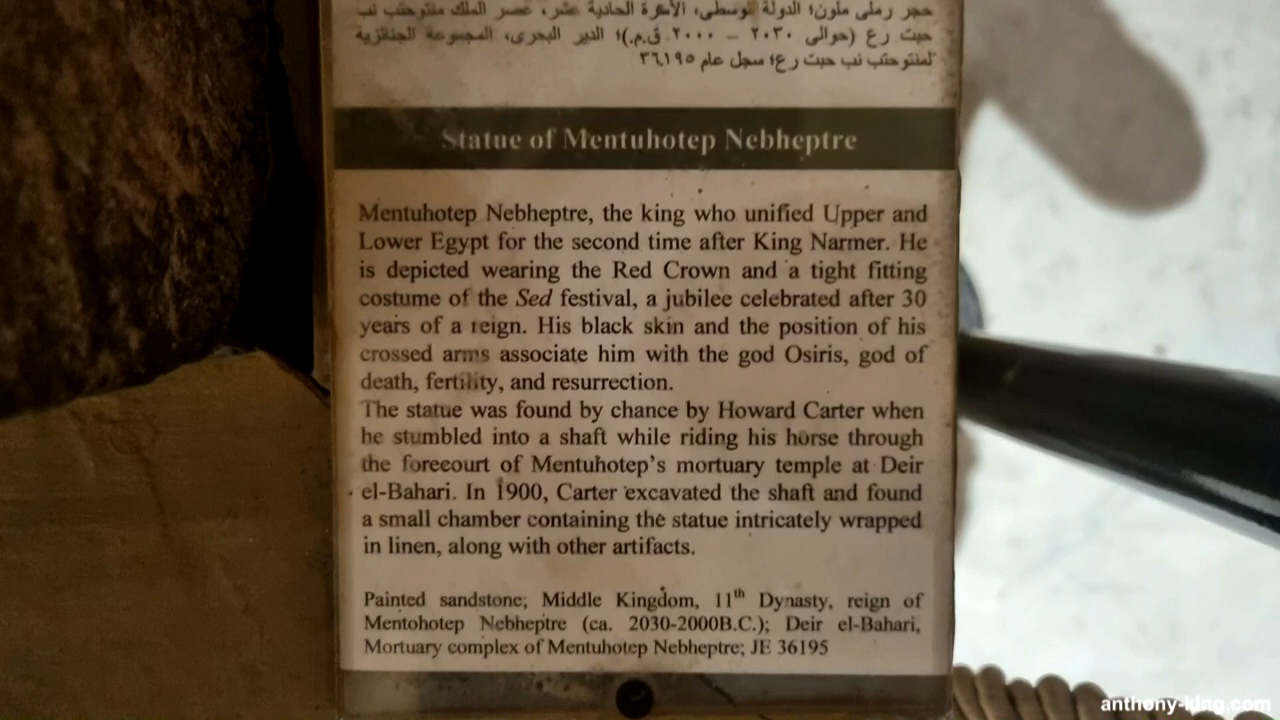 حجر رملى ملون؛ الدولة الوسطى، الأسرة الحادية عشر، عصر الملك منتوحتب نب
حبت رع (حوالى ٢٠٣٠ – ٢٠٠٠ ق.م.)؛ الدير البحرى، المجموعة الجنائزية
لمنتوحتب نب حبت رع؛ سجل عام ٣٦١٩٥
Statue of Mentuhotep Nebheptre
Mentuhotep Nebheptre, the king who unified Upper and
Lower Egypt for the second time after King Narmer. He
is depicted wearing the Red Crown and a tight fitting
costume of the Sed festival, a jubilee celebrated after 30
years of a reign. His black skin and the position of his
crossed arms associate him with the god Osiris, god of
death, fertility, and resurrection.
The statue was found by chance by Howard Carter when
he stumbled into a shaft while riding his horse through
the forecourt of Mentuhotep's mortuary temple at Deir
el-Bahari. In 1900, Carter excavated the shaft and found
a small chamber containing the statue intricately wrapped
in linen, along with other artifacts.
Painted sandstone; Middle Kingdom, 11th Dynasty, reign of
Mentohotep Nebheptre (ca. 2030-2000B.C.); Deir el-Bahari,
Mortuary complex of Mentuhotep Nebheptre; JE 36195
anthony-king.com